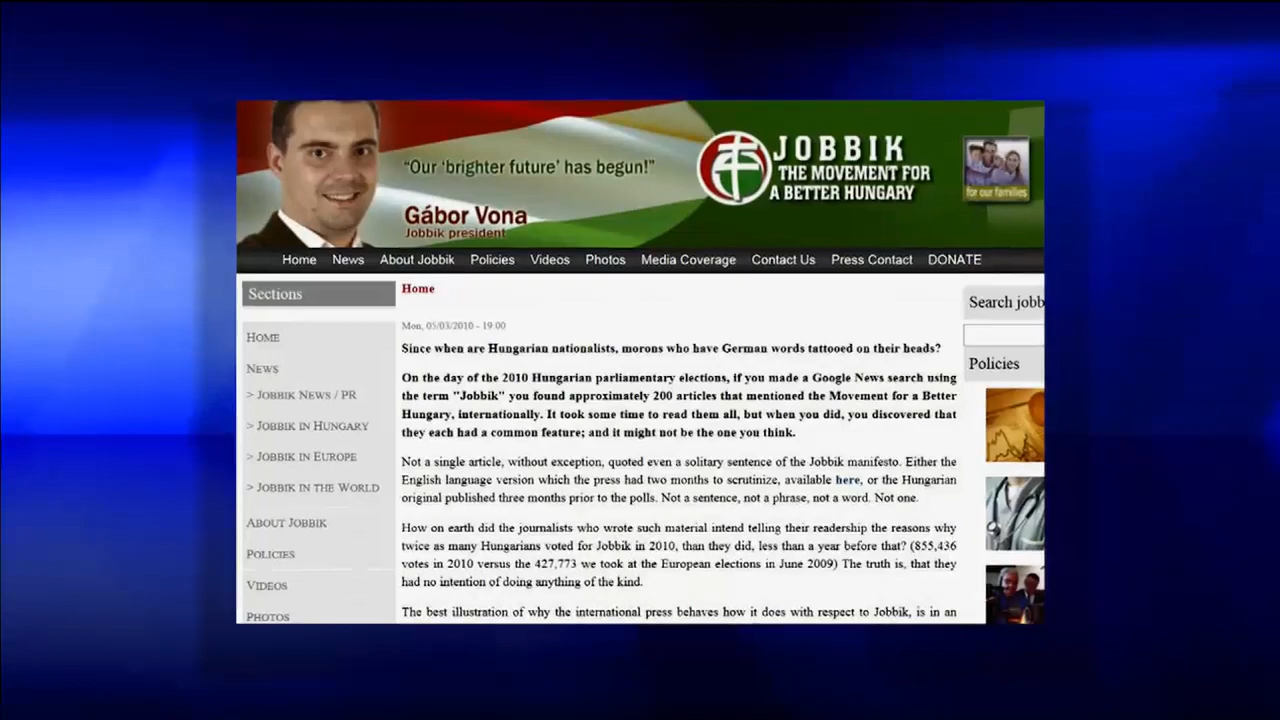 "Our 'brighter future' has begun!"
Gábor Vona
Jobbik president
JOBBIK
THE MOVEMENT FOR
A BETTER HUNGARY
for our families
Home News About Jobbik Policies Videos Photos Media Coverage Contact Us Press Contact DONATE
Sections
HOME
NEWS
> JOBBIK NEWS / PR
> JOBBIK IN HUNGARY
> JOBBIK IN EUROPE
> JOBBIK IN THE WORLD
ABOUT JOBBIK
POLICIES
VIDEOS
PHOTOS
Home
Mon, 05/03/2010 - 19:00
Since when are Hungarian nationalists, morons who have German words tattooed on their heads?
On the day of the 2010 Hungarian parliamentary elections, if you made a Google News search using
the term "Jobbik" you found approximately 200 articles that mentioned the Movement for a Better
Hungary, internationally. It took some time to read them all, but when you did, you discovered that
they each had a common feature; and it might not be the one you think.
Not a single article, without exception, quoted even a solitary sentence of the Jobbik manifesto. Either the
English language version which the press had two months to scrutinize, available here, or the Hungarian
original published three months prior to the polls. Not a sentence, not a phrase, not a word. Not one.
How on earth did the journalists who wrote such material intend telling their readership the reasons why
twice as many Hungarians voted for Jobbik in 2010, than they did, less than a year before that? (855,436
votes in 2010 versus the 427,773 we took at the European elections in June 2009) The truth is, that they
had no intention of doing anything of the kind.
The best illustration of why the international press behaves how it does with respect to Jobbik, is in an
Search jobb
Policies